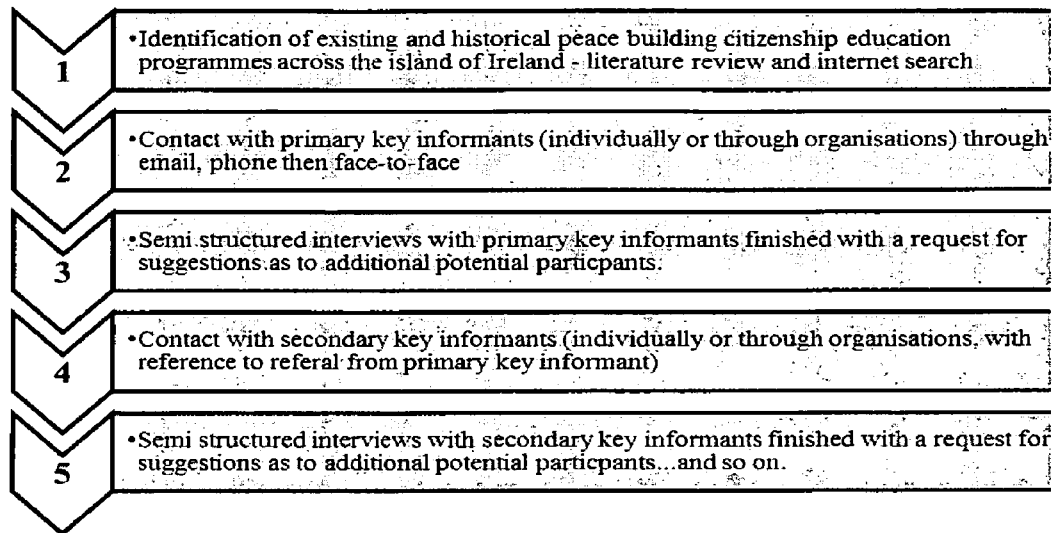 1
•Identification of existing and historical peace building citizenship education
programmes across the island of Ireland - literature review and internet search
2
•Contact with primary key informants (individually or through organisations) through
email, phone then face-to-face
3
•Semi structured interviews with primary key informants finished with a request for
suggestions as to additional potential particpants.
4
•Contact with secondary key informants (individually or through organisations, with
reference to referal from primary key informant)
5
•Semi structured interviews with secondary key informants finished with a request for
suggestions as to additional potential particpants...and so on.